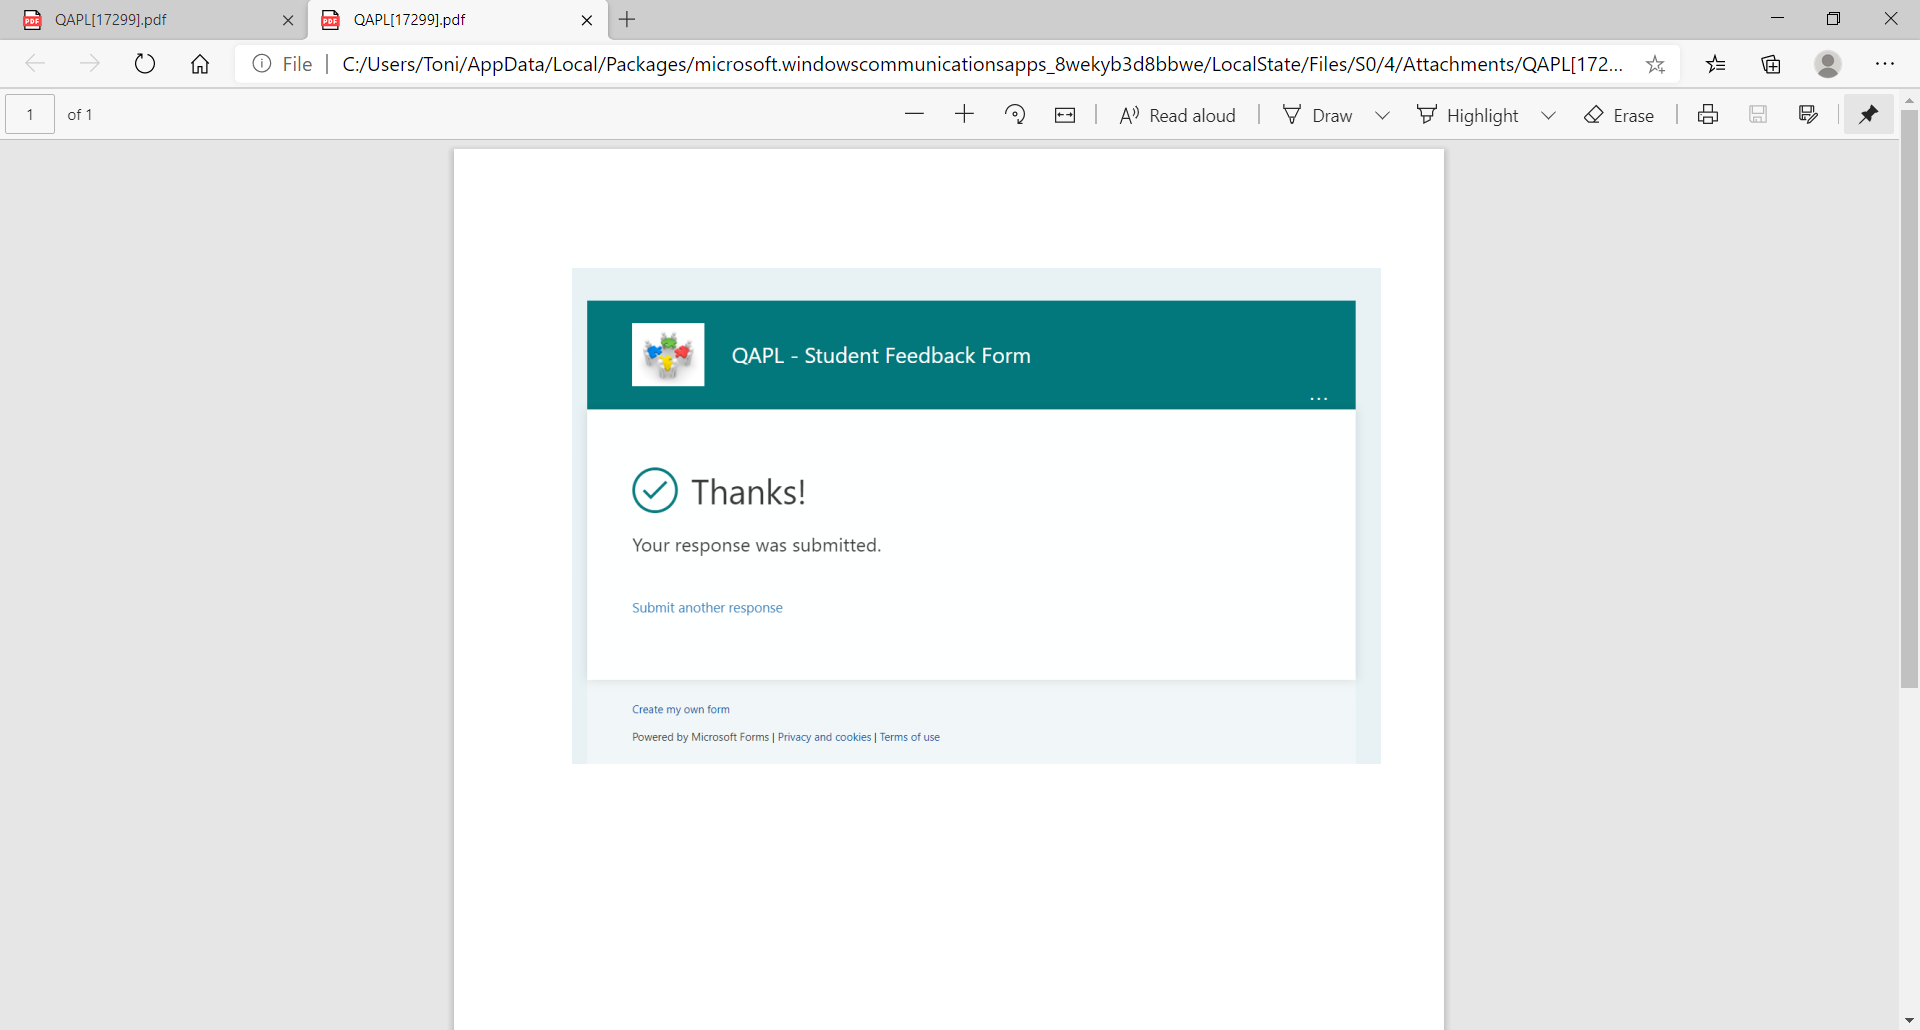 QAPL[17299].pdf
QAPL[17299].pdf
File | C:/Users/Toni/AppData/Local/Packages/microsoft.windowscommunicationsapps_8wekyb3d8bbwe/LocalState/Files/S0/4/Attachments/QAPL[172...
1 of 1
Read aloud
Draw
Highlight
Erase
QAPL - Student Feedback Form
...
Thanks!
Your response was submitted.
Submit another response
Create my own form
Powered by Microsoft Forms | Privacy and cookies | Terms of use